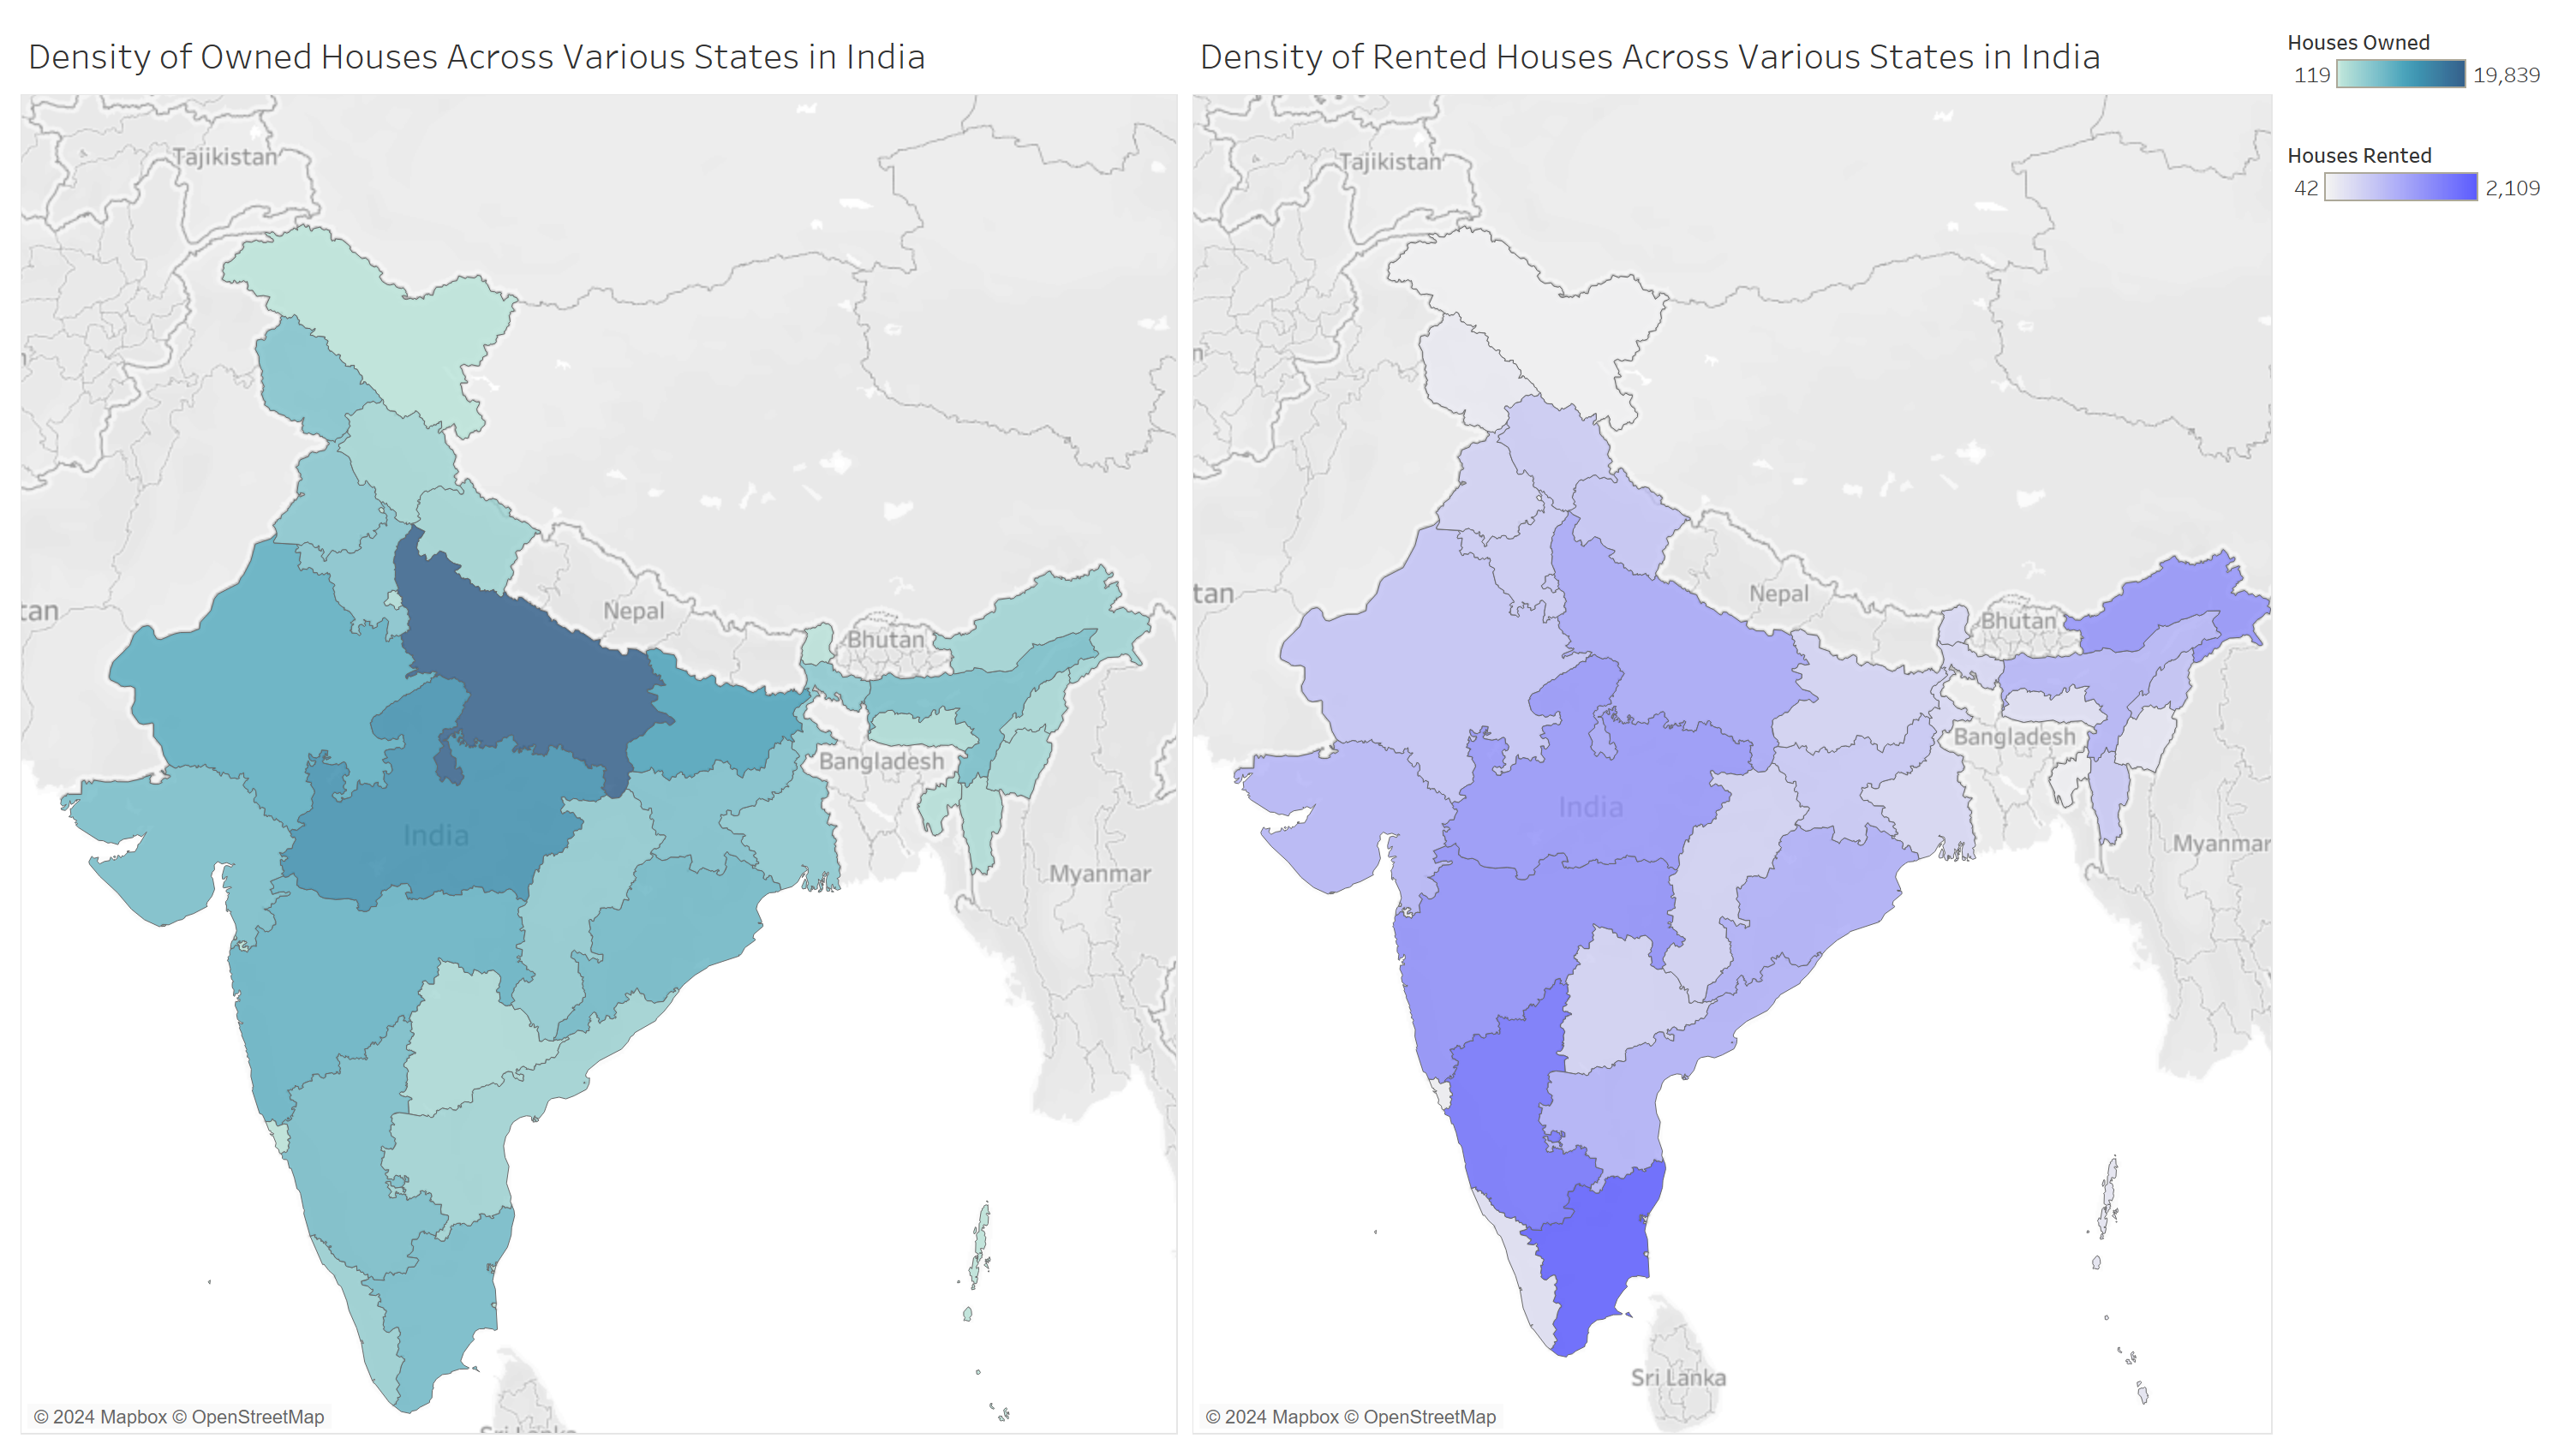 Density of Owned Houses Across Various States in India
Tajikistan
tan
Nepal
Bhutan
Bangladesh
India
Myanmar
© 2024 Mapbox © OpenStreetMap
Density of Rented Houses Across Various States in India
Tajikistan
tan
Nepal
Bhutan
Bangladesh
India
Myanmar
Sri Lanka
© 2024 Mapbox © OpenStreetMap
Houses Owned
119 19,839
Houses Rented
42 2,109